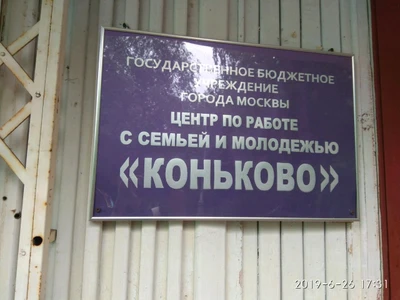 ГОСУДАРСТВЕННОЕ БЮДЖЕТНОЕ
УЧРЕЖДЕНИЕ
ГОРОДА МОСКВЫ
ЦЕНТР ПО РАБОТЕ
С СЕМЬЕЙ И МОЛОДЕЖЬЮ
«КОНЬКОВО»
2019-6-26 17:31